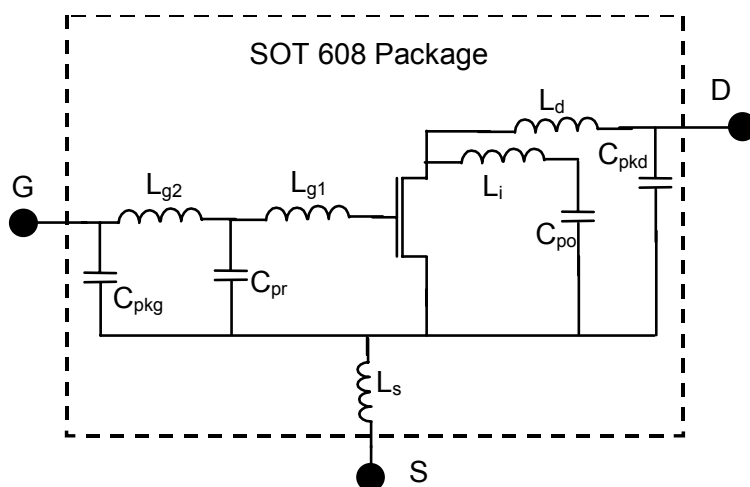 SOT 608 Package
D
L_d
C_pkd
G
L_g2
L_g1
L_i
C_po
C_pkg
C_pr
L_s
S